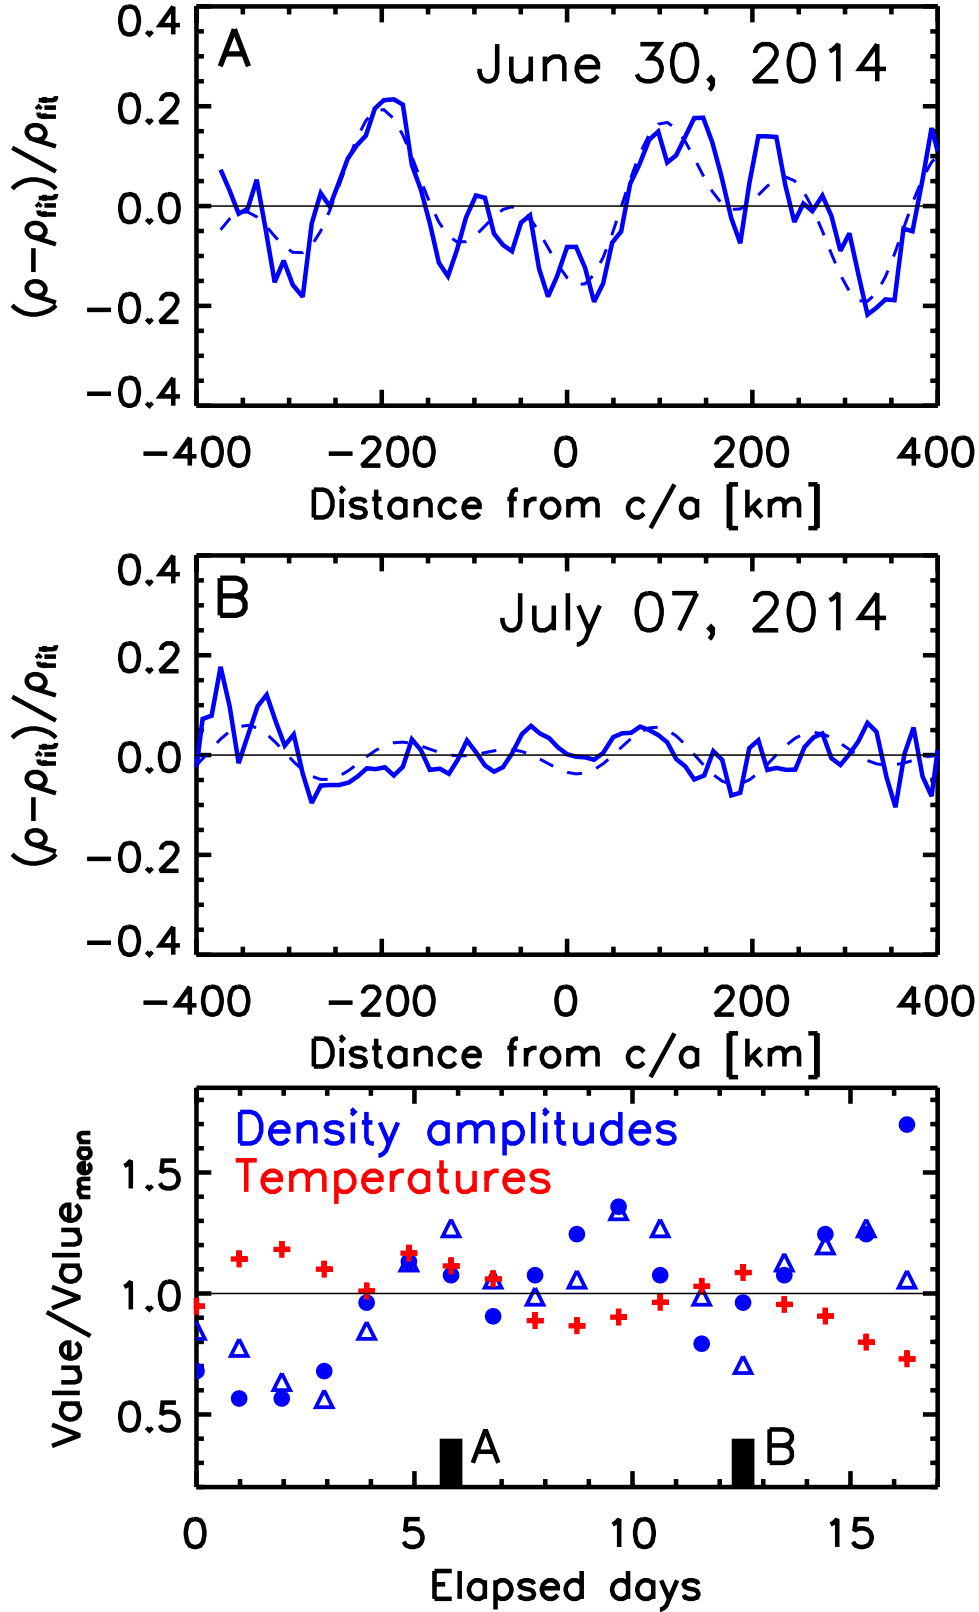 A
June 30, 2014
(ρ−ρfit)/ρfit
0.4
0.2
0.0
−0.2
−0.4
−400 −200 0 200 400
Distance from c/a [km]
B
July 07, 2014
(ρ−ρfit)/ρfit
0.4
0.2
0.0
−0.2
−0.4
−400 −200 0 200 400
Distance from c/a [km]
Density amplitudes
Temperatures
Value/Valuemean
1.5
1.0
0.5
A B
0 5 10 15
Elapsed days